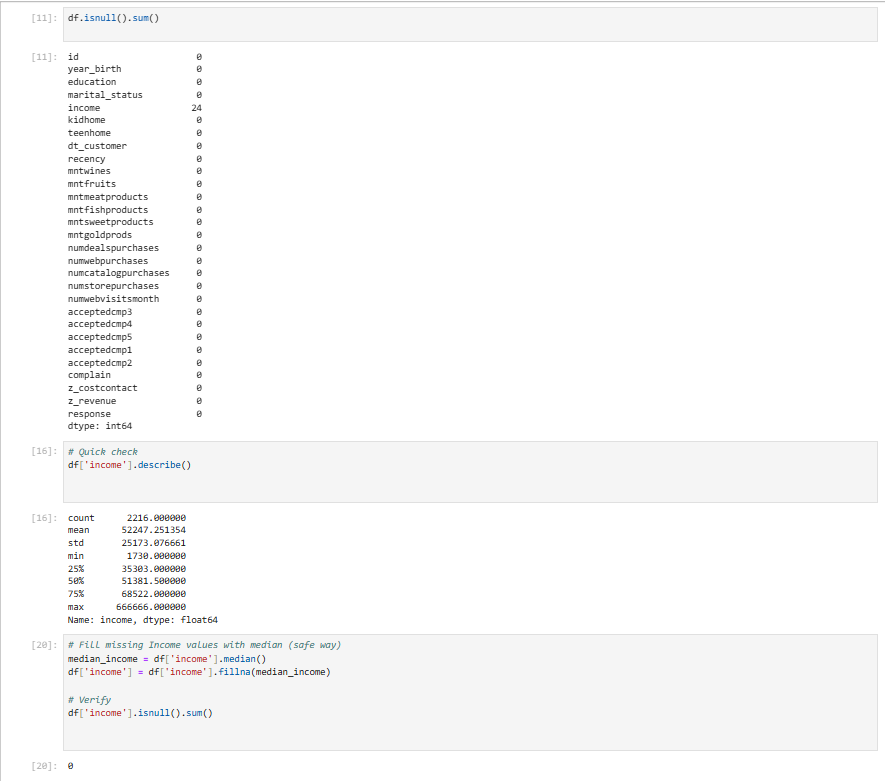 [11]: df.isnull().sum()
[11]: id 0
year_birth 0
education 0
marital_status 0
income 24
kidhome 0
teenhome 0
dt_customer 0
recency 0
mntwines 0
mntfruits 0
mntmeatproducts 0
mntfishproducts 0
mntsweetproducts 0
mntgoldprods 0
numdealspurchases 0
numwebpurchases 0
numcatalogpurchases 0
numstorepurchases 0
numwebvisitsmonth 0
acceptedcmp3 0
acceptedcmp4 0
acceptedcmp5 0
acceptedcmp1 0
acceptedcmp2 0
complain 0
z_costcontact 0
z_revenue 0
response 0
dtype: int64
[16]: # Quick check
df['income'].describe()
[16]: count 2216.000000
mean 52247.251354
std 25173.076661
min 1730.000000
25% 35303.000000
50% 51381.500000
75% 68522.000000
max 666666.000000
Name: income, dtype: float64
[20]: # Fill missing Income values with median (safe way)
median_income = df['income'].median()
df['income'] = df['income'].fillna(median_income)
# Verify
df['income'].isnull().sum()
[20]: 0